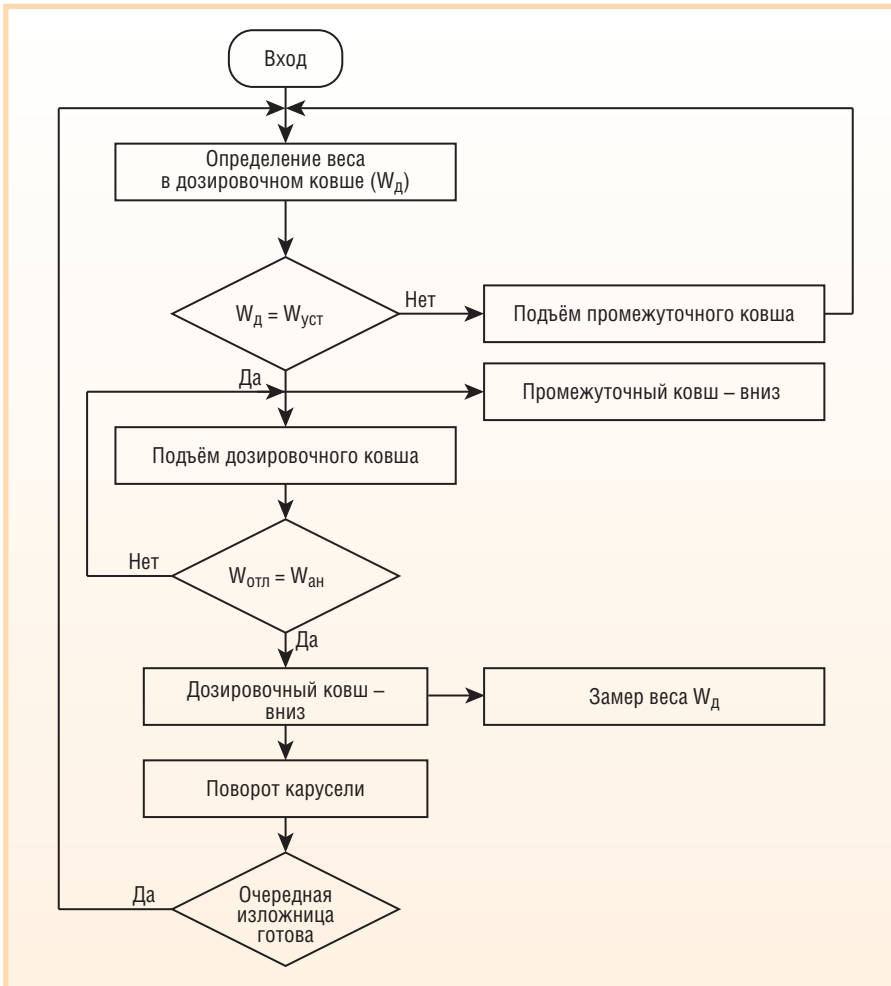 Вход
Определение веса
в дозировочном ковше (Wд)
Wд = Wуст
Нет
Подъём промежуточного ковша
Да
Промежуточный ковш – вниз
Подъём дозировочного ковша
Нет
Wотл = Wан
Да
Дозировочный ковш –
вниз
Замер веса Wд
Поворот карусели
Да
Очередная
изложница
готова